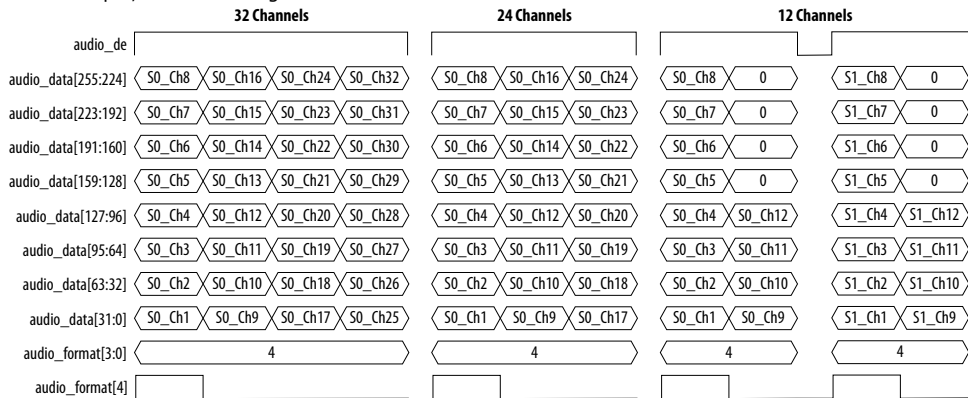 32 Channels 24 Channels 12 Channels
audio_de
audio_data[255:224] S0_Ch8 S0_Ch16 S0_Ch24 S0_Ch32 S0_Ch8 S0_Ch16 S0_Ch24 S0_Ch8 0 S1_Ch8 0
audio_data[223:192] S0_Ch7 S0_Ch15 S0_Ch23 S0_Ch31 S0_Ch7 S0_Ch15 S0_Ch23 S0_Ch7 0 S1_Ch7 0
audio_data[191:160] S0_Ch6 S0_Ch14 S0_Ch22 S0_Ch30 S0_Ch6 S0_Ch14 S0_Ch22 S0_Ch6 0 S1_Ch6 0
audio_data[159:128] S0_Ch5 S0_Ch13 S0_Ch21 S0_Ch29 S0_Ch5 S0_Ch13 S0_Ch21 S0_Ch5 0 S1_Ch5 0
audio_data[127:96] S0_Ch4 S0_Ch12 S0_Ch20 S0_Ch28 S0_Ch4 S0_Ch12 S0_Ch20 S0_Ch4 S0_Ch12 S1_Ch4 S1_Ch12
audio_data[95:64] S0_Ch3 S0_Ch11 S0_Ch19 S0_Ch27 S0_Ch3 S0_Ch11 S0_Ch19 S0_Ch3 S0_Ch11 S1_Ch3 S1_Ch11
audio_data[63:32] S0_Ch2 S0_Ch10 S0_Ch18 S0_Ch26 S0_Ch2 S0_Ch10 S0_Ch18 S0_Ch2 S0_Ch10 S1_Ch2 S1_Ch10
audio_data[31:0] S0_Ch1 S0_Ch9 S0_Ch17 S0_Ch25 S0_Ch1 S0_Ch9 S0_Ch17 S0_Ch1 S0_Ch9 S1_Ch1 S1_Ch9
audio_format[3:0] 4 4 4 4
audio_format[4]